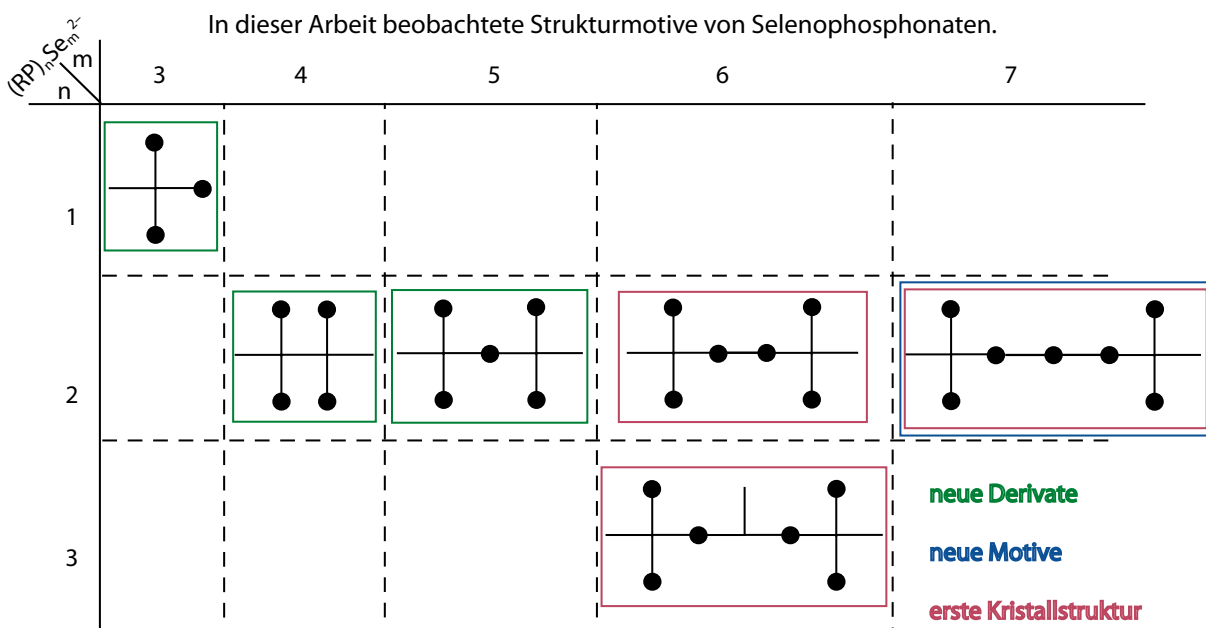 In dieser Arbeit beobachtete Strukturmotive von Selenophosphonaten.
(RP)ₙSeₘ²⁻
m
n
3 4 5 6 7
1
2
3
neue Derivate
neue Motive
erste Kristallstruktur